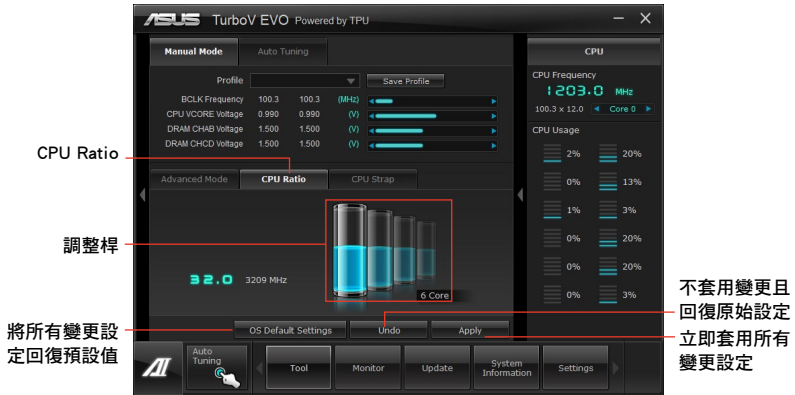 ASUS TurboV EVO Powered by TPU
Manual Mode Auto Tuning
Profile Save Profile
BCLK Frequency 100.3 100.3 (MHz)
CPU VCORE Voltage 0.990 0.990 (V)
DRAM CHAB Voltage 1.500 1.500 (V)
DRAM CHCD Voltage 1.500 1.500 (V)
CPU
CPU Frequency
1203.0 MHz
100.3 x 12.0 Core 0
CPU Usage
2% 20%
0% 13%
1% 3%
0% 20%
0% 20%
0% 3%
CPU Ratio
Advanced Mode CPU Ratio CPU Strap
調整桿
32.0 3209 MHz
6 Core
將所有變更設
定回復預設值
OS Default Settings Undo Apply
不套用變更且
回復原始設定
立即套用所有
變更設定
AI
Auto
Tuning
Tool Monitor Update System
Information Settings